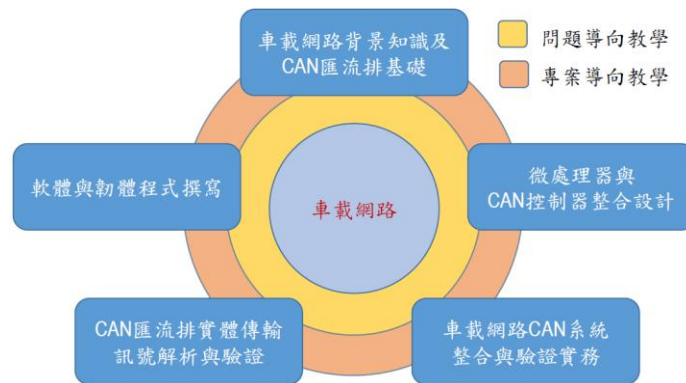 車載網路背景知識及
CAN匯流排基礎
問題導向教學
專案導向教學
軟體與韌體程式撰寫
車載網路
微處理器與
CAN控制器整合設計
CAN匯流排實體傳輸
訊號解析與驗證
車載網路CAN系統
整合與驗證實務